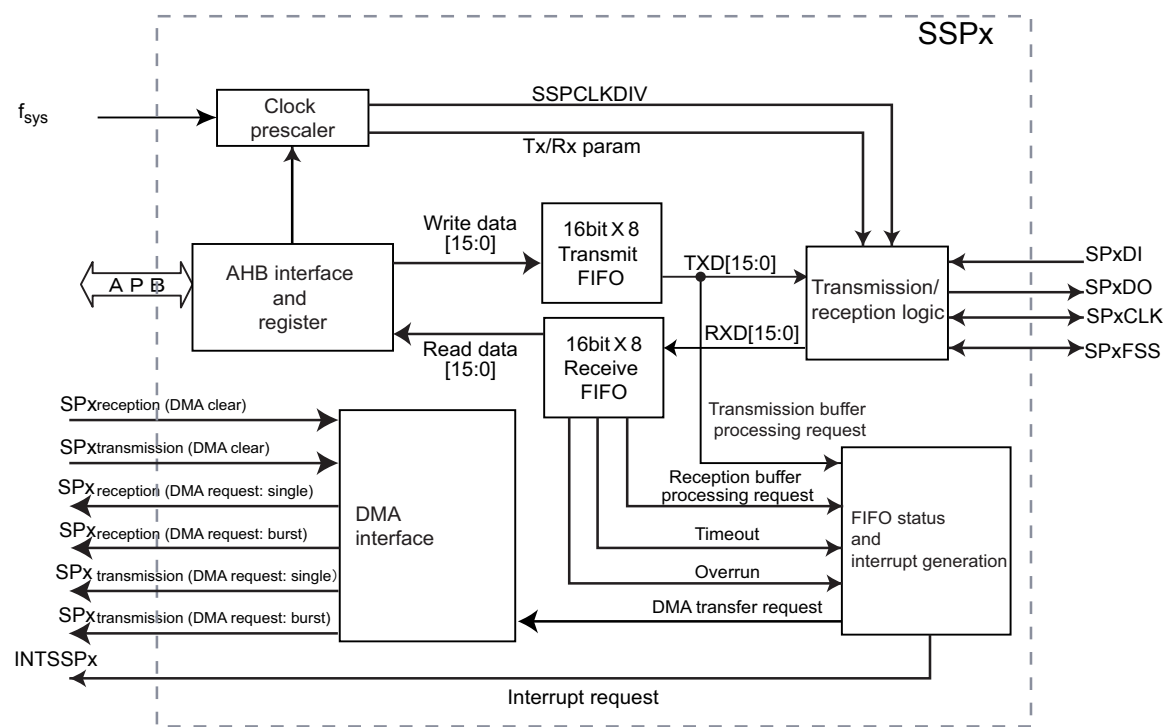 SSPx
fsys
Clock
prescaler
SSPCLKDIV
Tx/Rx param
Write data
[15:0]
16bit X 8
Transmit
FIFO
TXD[15:0]
APB
AHB interface
and
register
Transmission/
reception logic
SPxDI
SPxDO
SPxCLK
SPxFSS
Read data
[15:0]
16bit X 8
Receive
FIFO
RXD[15:0]
SPxreception (DMA clear)
SPxtransmission (DMA clear)
SPx reception (DMA request: single)
SPxreception (DMA request: burst)
SPx transmission (DMA request: single)
SPxtransmission (DMA request: burst)
INTSSPx
DMA
interface
Transmission buffer
processing request
Reception buffer
processing request
Timeout
Overrun
DMA transfer request
FIFO status
and
interrupt generation
Interrupt request